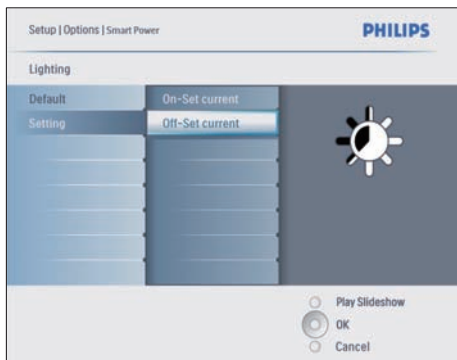 Setup | Options | Smart Power
PHILIPS
Lighting
Default
On-Set current
Setting
Off-Set current
Play Slideshow
OK
Cancel